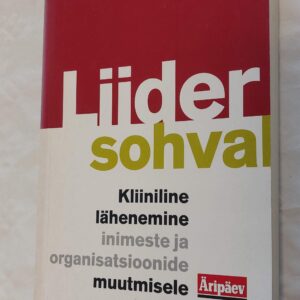 Liider
sohval
Kliiniline
lähenemine
inimeste ja
organisatsioonide
muutmisele
Äripäev